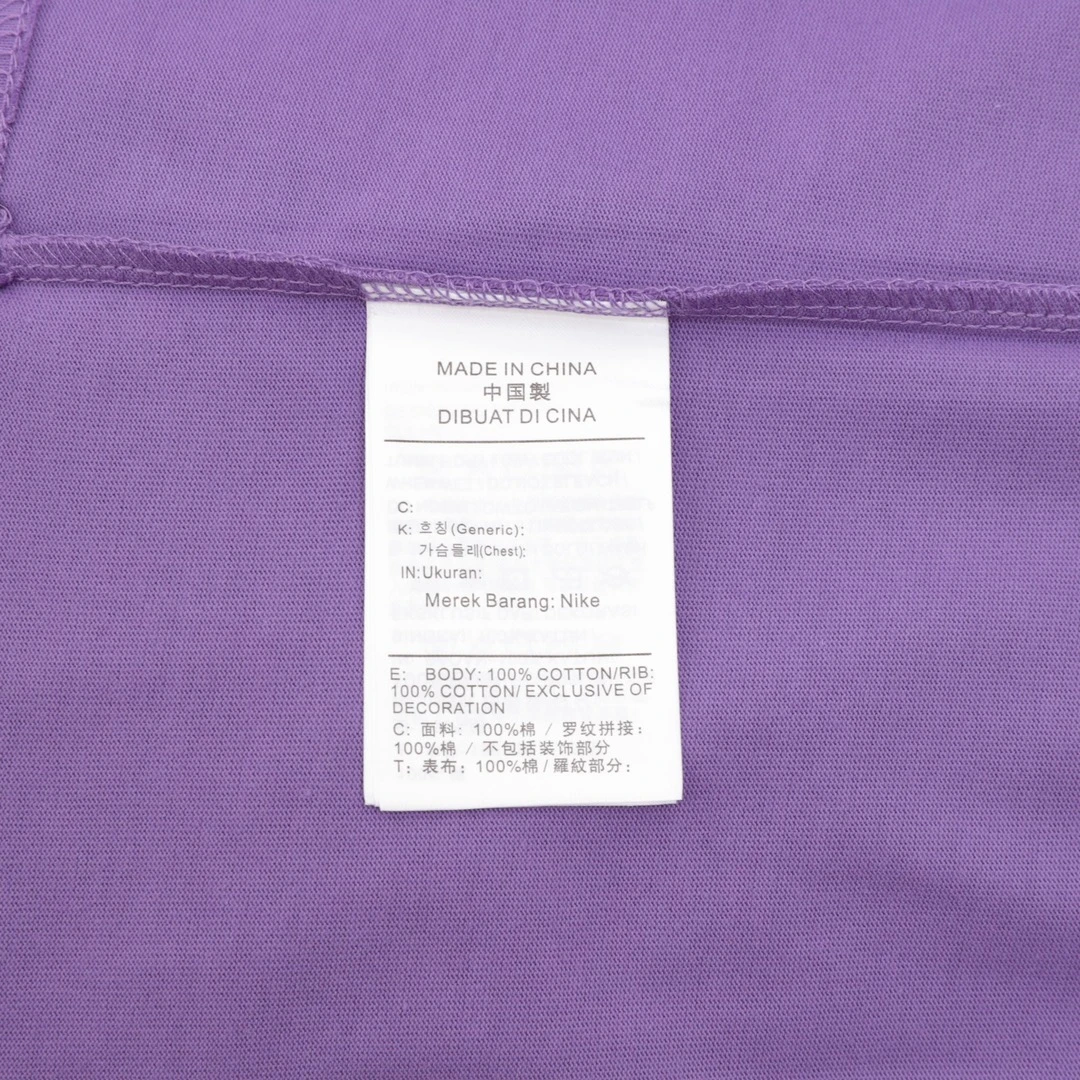 MADE IN CHINA
中国製
DIBUAT DI CINA
C:
K: 흐칭(Generic):
가슴들레(Chest):
IN:Ukuran:
Merek Barang: Nike
E: BODY: 100% COTTON/RIB:
100% COTTON/ EXCLUSIVE OF
DECORATION
C: 面料: 100%棉 / 罗纹拼接:
100%棉 / 不包括装饰部分
T: 表布: 100%棉/羅紋部分: